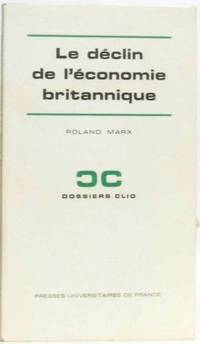 Le déclin
de l'économie
britannique
ROLAND MARX
DOSSIERS CLIO
PRESSES UNIVERSITAIRES DE FRANCE